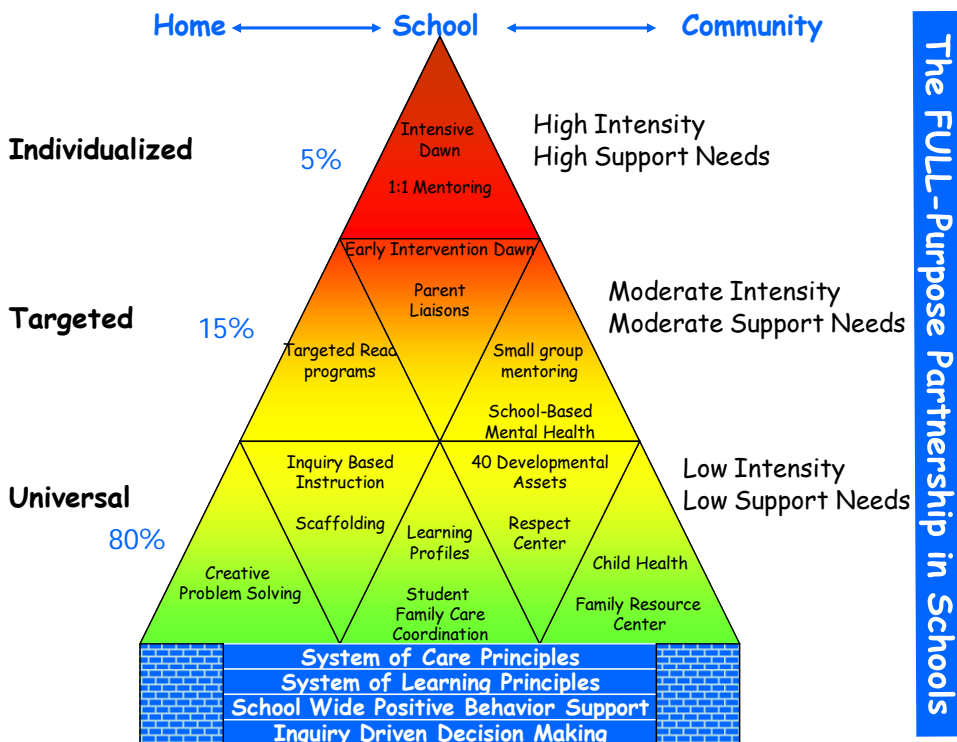 Home School Community
Individualized
5%
Intensive
Dawn
1:1 Mentoring
High Intensity
High Support Needs
Targeted
15%
Early Intervention Dawn
Parent
Liaisons
Targeted Read
programs
Small group
mentoring
School-Based
Mental Health
Moderate Intensity
Moderate Support Needs
Universal
80%
Inquiry Based
Instruction
Scaffolding
Creative
Problem Solving
Learning
Profiles
Student
Family Care
Coordination
40 Developmental
Assets
Respect
Center
Child Health
Family Resource
Center
Low Intensity
Low Support Needs
System of Care Principles
System of Learning Principles
School Wide Positive Behavior Support
Inquiry Driven Decision Making
The FULL-Purpose Partnership in Schools